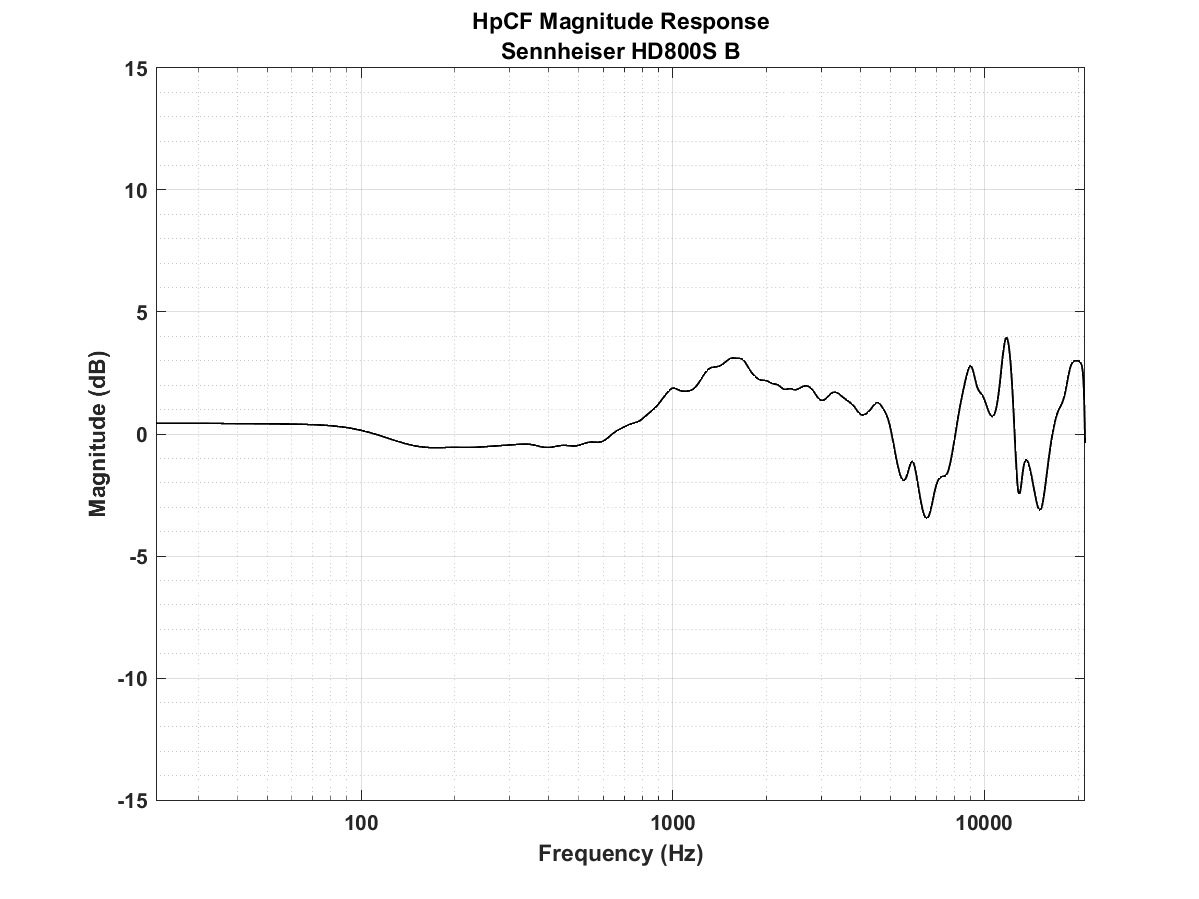 HpCF Magnitude Response
Sennheiser HD800S B
15
10
5
0
-5
-10
-15
Magnitude (dB)
100 1000 10000
Frequency (Hz)